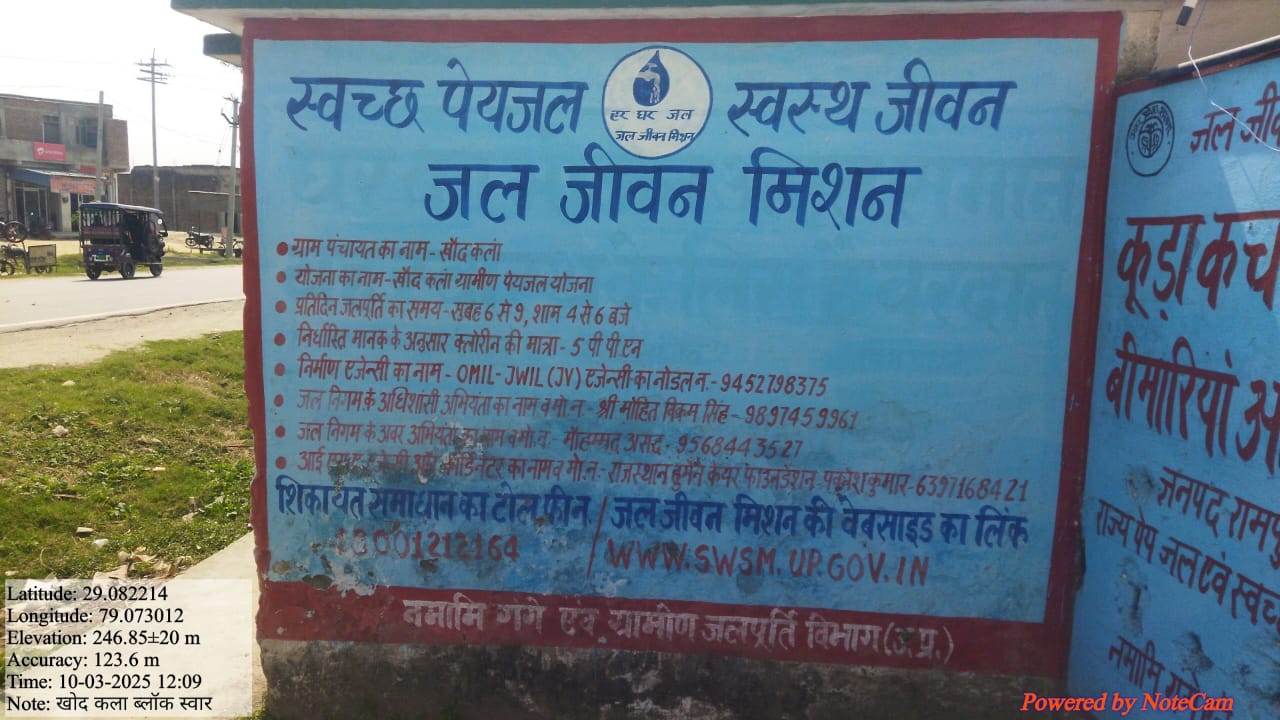 स्वच्छ पेयजल
हर घर जल
जल जीवन मिशन
स्वस्थ जीवन
जल जीवन मिशन
• ग्राम पंचायत का नाम - सौद कलां
• योजना का नाम - सौद कलां ग्रामीण पेयजल योजना
• प्रतिदिन जलपूर्ति का समय - सुबह 6 से 9, शाम 4 से 6 बजे
• निर्धारित मानक के अनुसार क्लोरीन की मात्रा - 5 पी पी एन
• निर्माण एजेन्सी का नाम - OMIL - JWIL (JV) एजेन्सी का नोडल न. - 9452798375
• जल निगम के अधिशांसी अभियंता का नाम व मो. न - श्री मोहित विक्रम सिंह - 9897459961
• जल निगम के अवर अभियंता का नाम व मो. न. - मौहम्मद असद - 9568443527
• आई का नाम व मो. न - राजस्थान वुमैन केयर फाउनडेशन कुमार - 6397168421
शिकायत समाधान का टोल फ्रीन / जल जीवन मिशन की वेबसाइड का लिंक
18001212164 WWW.SWSM.UP.GOV.IN
नमामि गंगे एवं ग्रामीण जलपूर्ति विभाग (उ.प्र.)
जल जीव
कूड़ा कच
बीमारियां औ
जनपद रामपु
राज्य पेय जल एवं स्वच्छ
नमामि गंगे
Latitude: 29.082214
Longitude: 79.073012
Elevation: 246.85±20 m
Accuracy: 123.6 m
Time: 10-03-2025 12:09
Note: खोद कला ब्लॉक स्वार
Powered by NoteCam